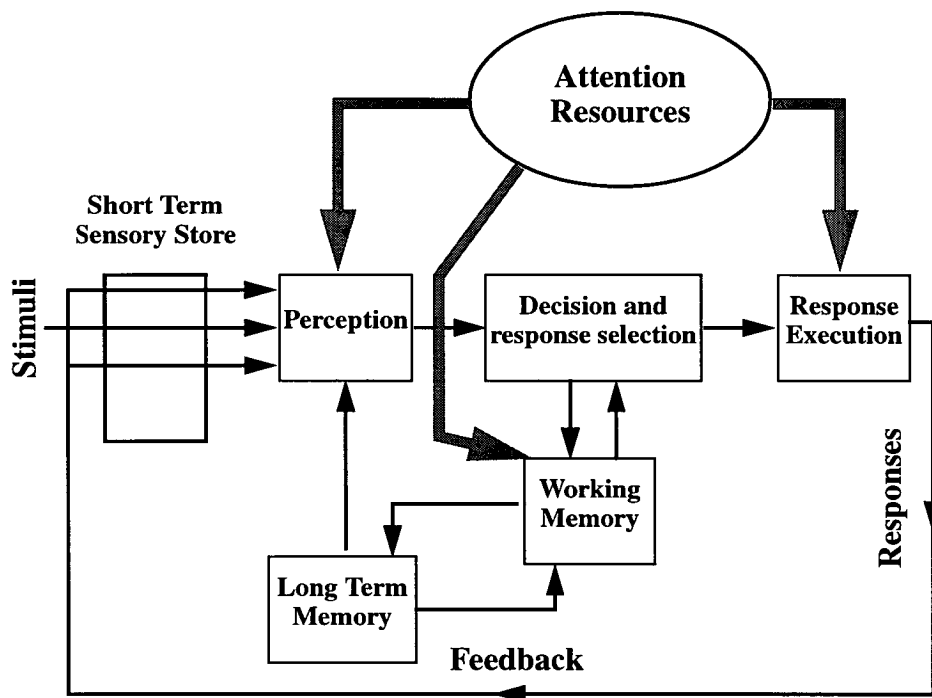 Attention
Resources
Short Term
Sensory Store
Stimuli
Perception
Decision and
response selection
Response
Execution
Working
Memory
Responses
Long Term
Memory
Feedback